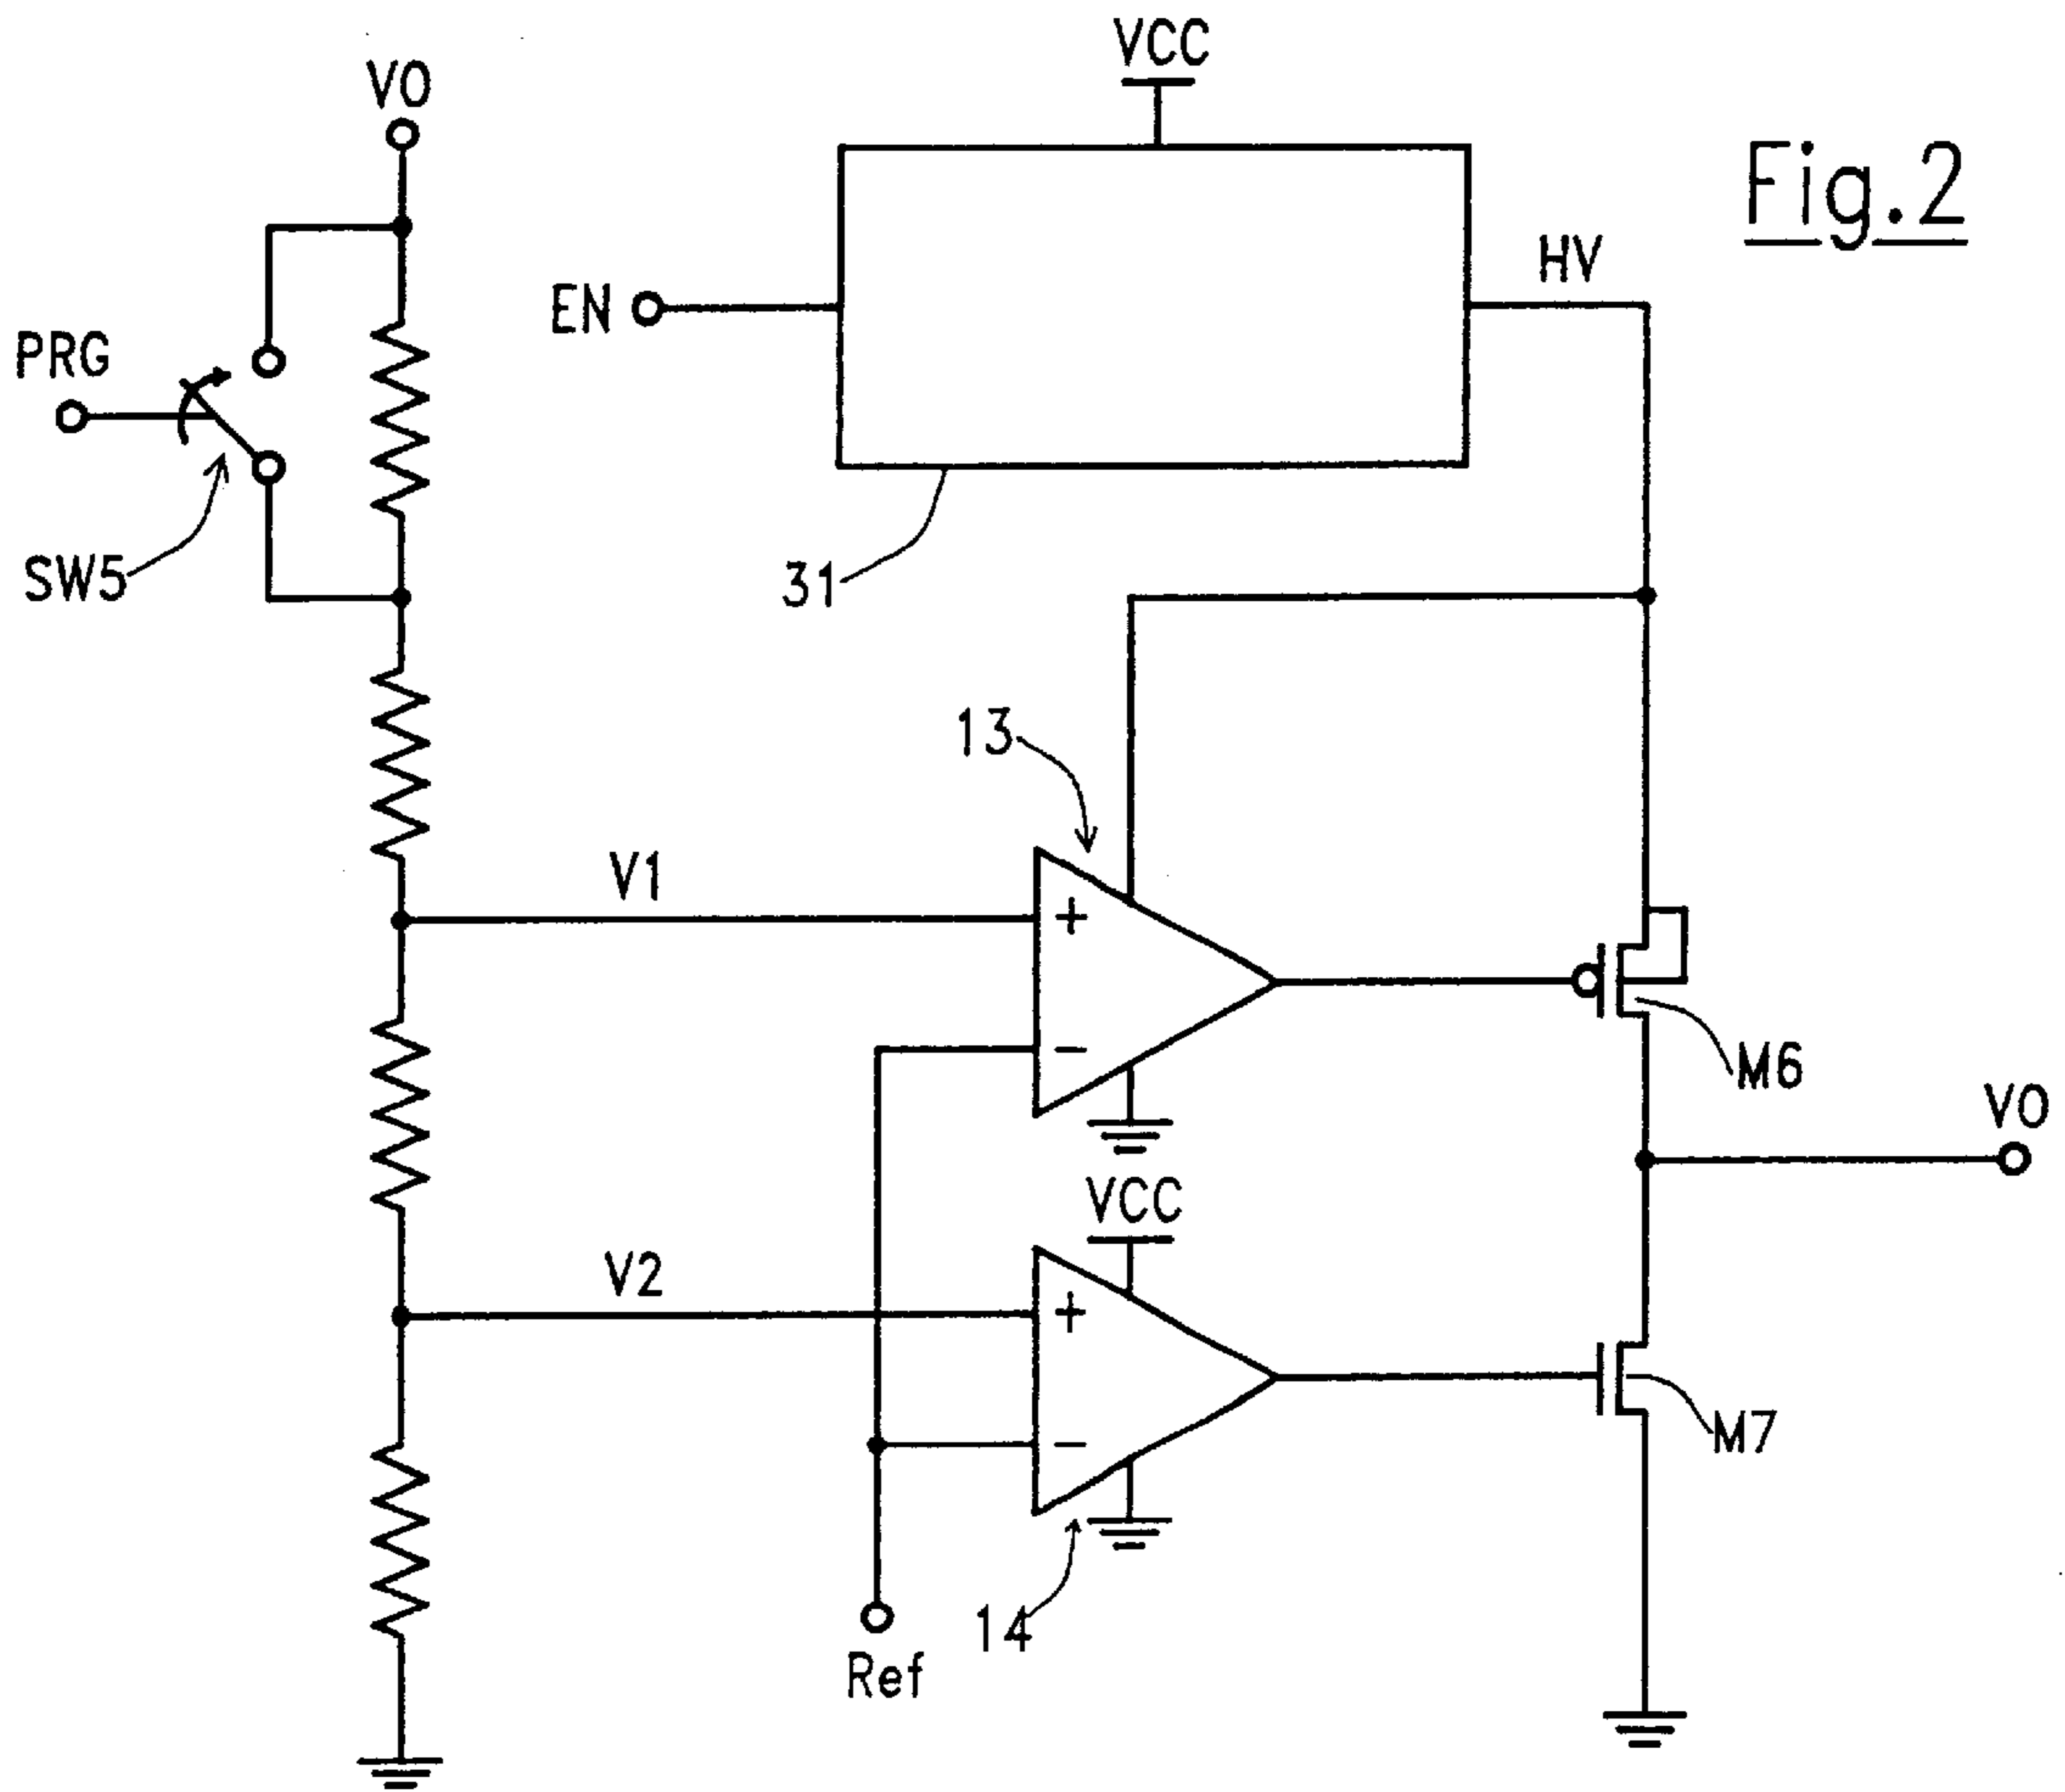 VCC
VO
Fig.2
HV
EN
PRG
SW5
31
13
V1
+
−
M6
VO
VCC
V2
+
−
M7
14
Ref